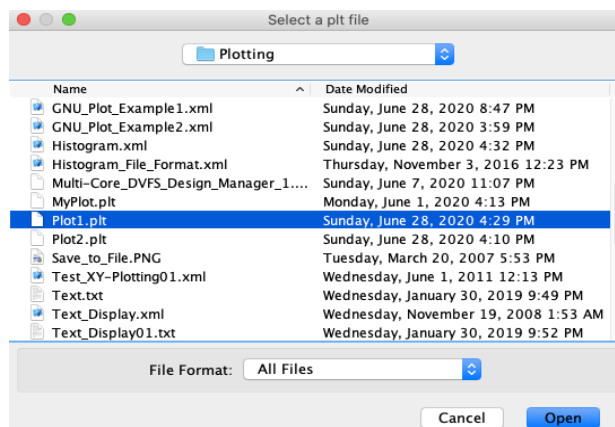 Select a plt file
Plotting
Name Date Modified
GNU_Plot_Example1.xml Sunday, June 28, 2020 8:47 PM
GNU_Plot_Example2.xml Sunday, June 28, 2020 3:59 PM
Histogram.xml Sunday, June 28, 2020 4:32 PM
Histogram_File_Format.xml Thursday, November 3, 2016 12:23 PM
Multi-Core_DVFS_Design_Manager_1.... Sunday, June 7, 2020 11:07 PM
MyPlot.plt Monday, June 1, 2020 4:13 PM
Plot1.plt Sunday, June 28, 2020 4:29 PM
Plot2.plt Sunday, June 28, 2020 4:10 PM
Save_to_File.PNG Tuesday, March 20, 2007 5:53 PM
Test_XY-Plotting01.xml Wednesday, June 1, 2011 12:13 PM
Text.txt Wednesday, January 30, 2019 9:49 PM
Text_Display.xml Wednesday, November 19, 2008 1:53 AM
Text_Display01.txt Wednesday, January 30, 2019 9:52 PM
File Format: All Files
Cancel Open